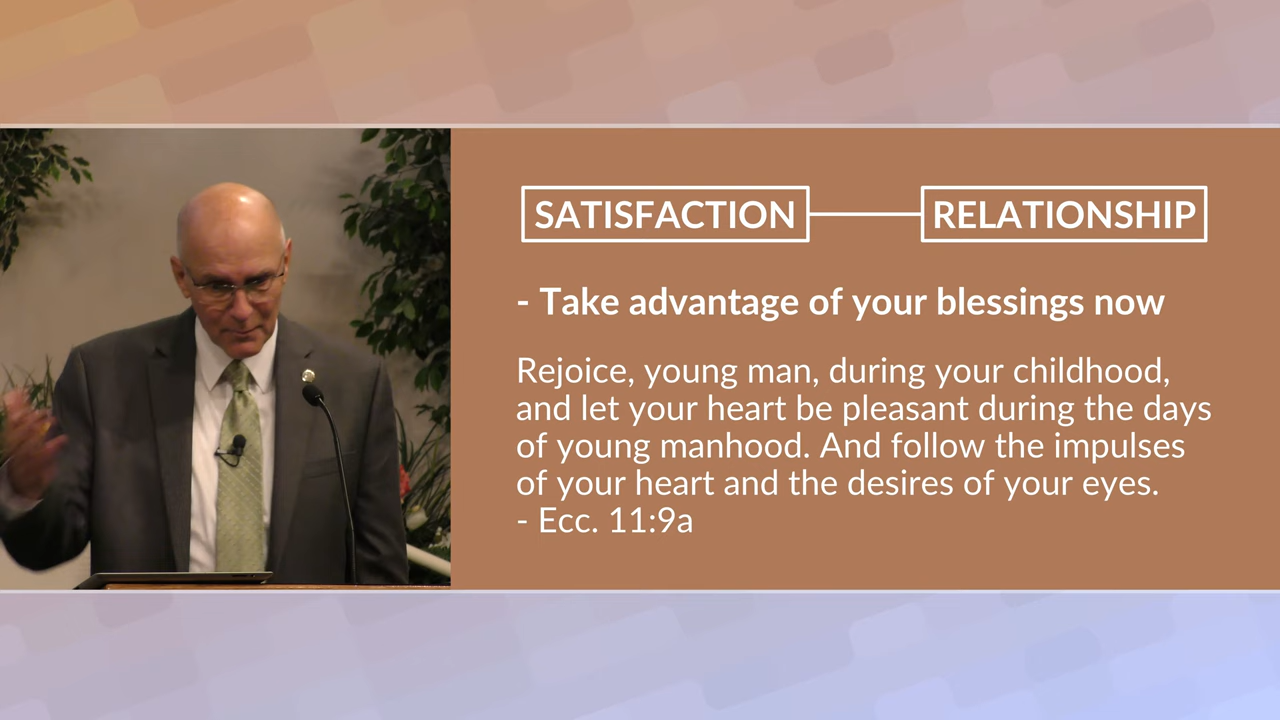 SATISFACTION RELATIONSHIP
- Take advantage of your blessings now
Rejoice, young man, during your childhood,
and let your heart be pleasant during the days
of young manhood. And follow the impulses
of your heart and the desires of your eyes.
- Ecc. 11:9a